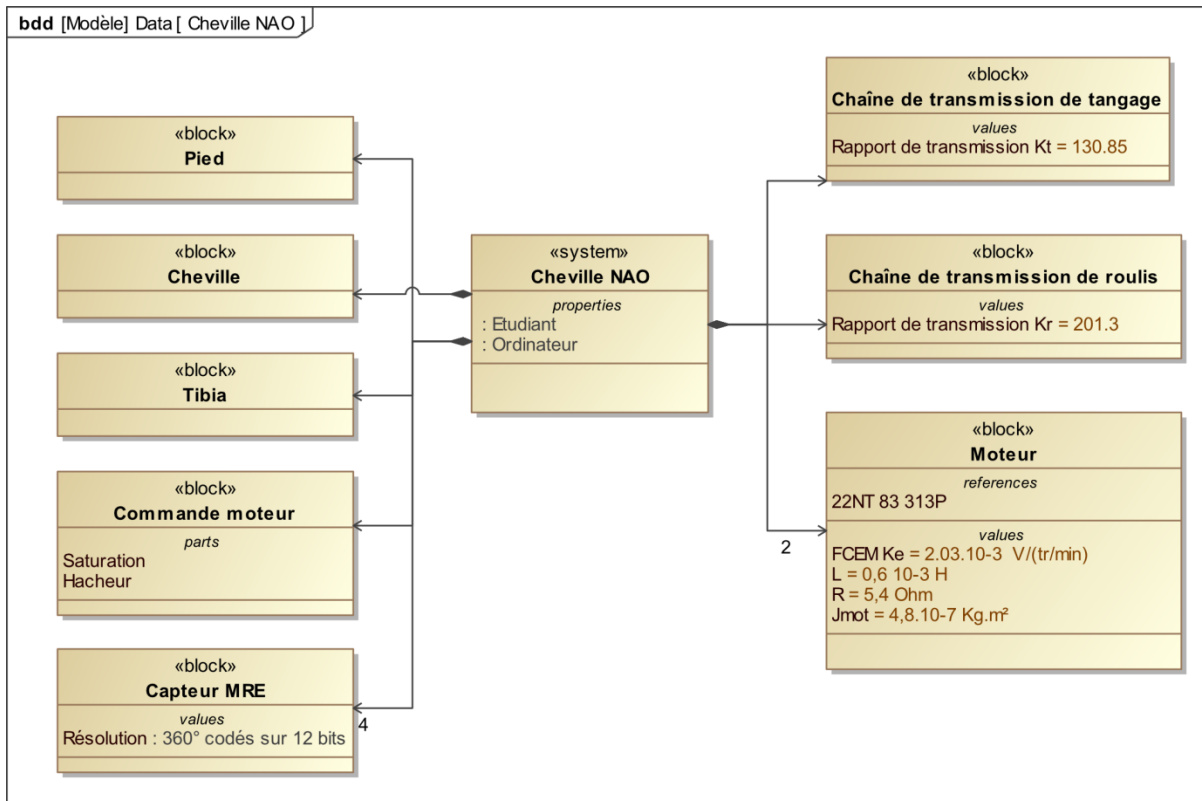 bdd [Modèle] Data [ Cheville NAO ]
«block»
Pied
«block»
Cheville
«block»
Tibia
«block»
Commande moteur
parts
Saturation
Hacheur
«block»
Capteur MRE
values
Résolution : 360° codés sur 12 bits
4
«system»
Cheville NAO
properties
: Etudiant
: Ordinateur
«block»
Chaîne de transmission de tangage
values
Rapport de transmission Kt = 130.85
«block»
Chaîne de transmission de roulis
values
Rapport de transmission Kr = 201.3
2
«block»
Moteur
references
22NT 83 313P
values
FCEM Ke = 2.03.10-3 V/(tr/min)
L = 0,6 10-3 H
R = 5,4 Ohm
Jmot = 4,8.10-7 Kg.m²